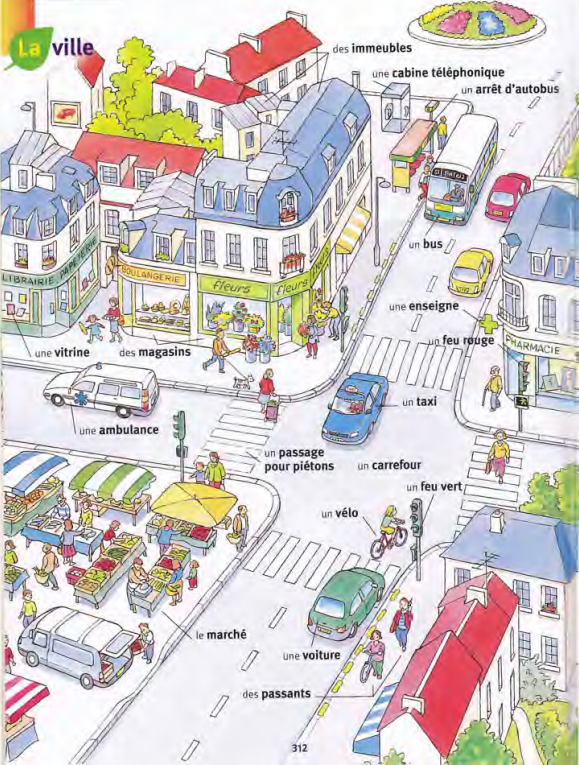 La ville
des immeubles
une cabine téléphonique
un arrêt d'autobus
un bus
LIBRAIRIE PAPETERIE
BOULANGERIE
fleurs
fleurs
fleurs
une enseigne
un feu rouge
PHARMACIE
une vitrine
des magasins
TAXI
un taxi
une ambulance
un passage
pour piétons
un carrefour
un feu vert
un vélo
le marché
une voiture
des passants
312